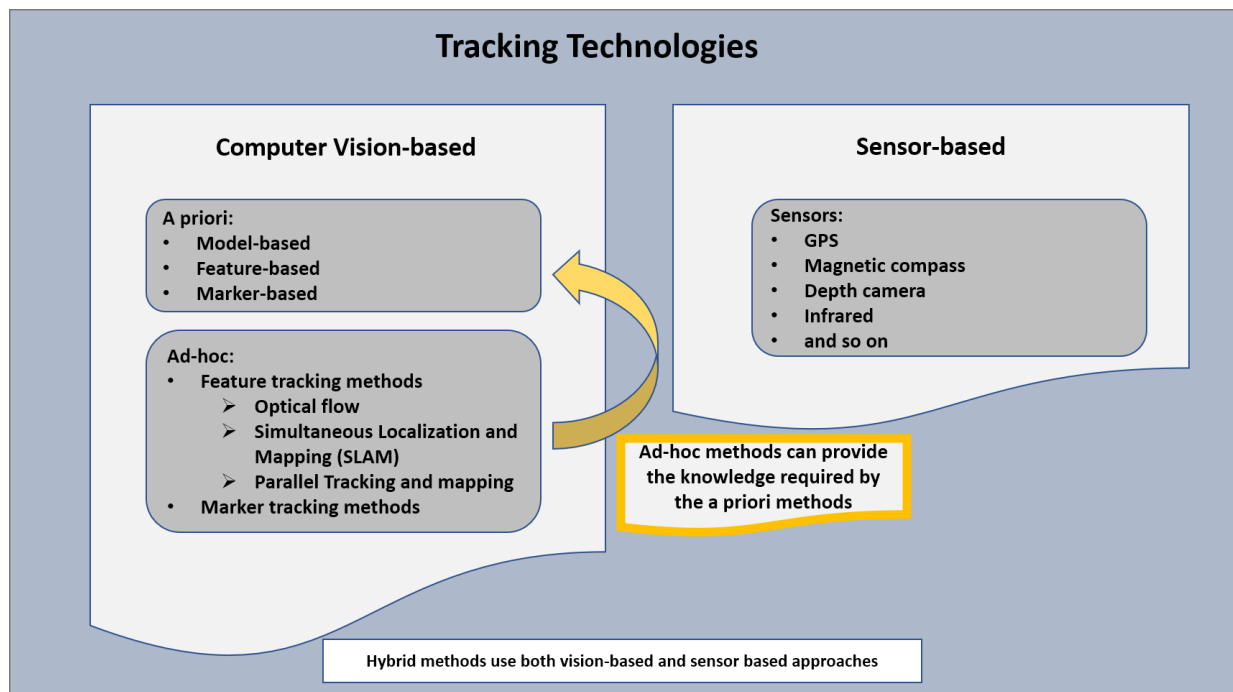 Tracking Technologies
Computer Vision-based
A priori:
• Model-based
• Feature-based
• Marker-based
Ad-hoc:
• Feature tracking methods
➢ Optical flow
➢ Simultaneous Localization and
Mapping (SLAM)
➢ Parallel Tracking and mapping
• Marker tracking methods
Sensor-based
Sensors:
• GPS
• Magnetic compass
• Depth camera
• Infrared
• and so on
Ad-hoc methods can provide
the knowledge required by
the a priori methods
Hybrid methods use both vision-based and sensor based approaches